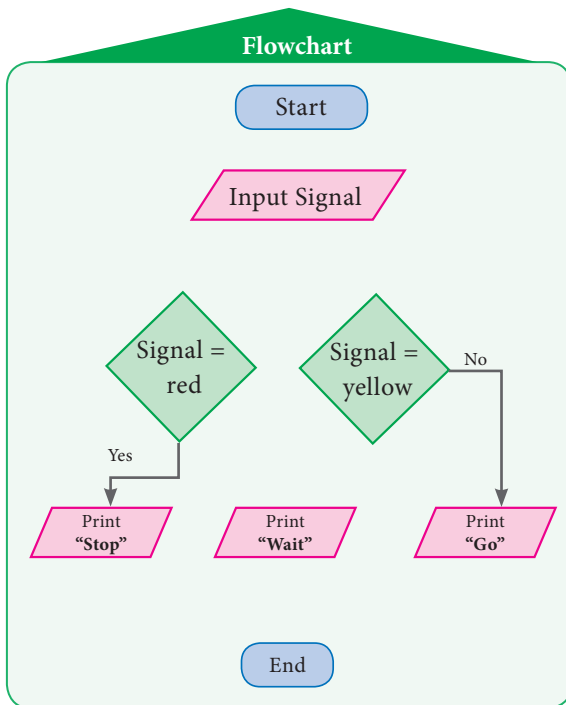 Flowchart
Start
Input Signal
Signal =
red
Signal =
yellow
No
Yes
Print
“Stop”
Print
“Wait”
Print
“Go”
End